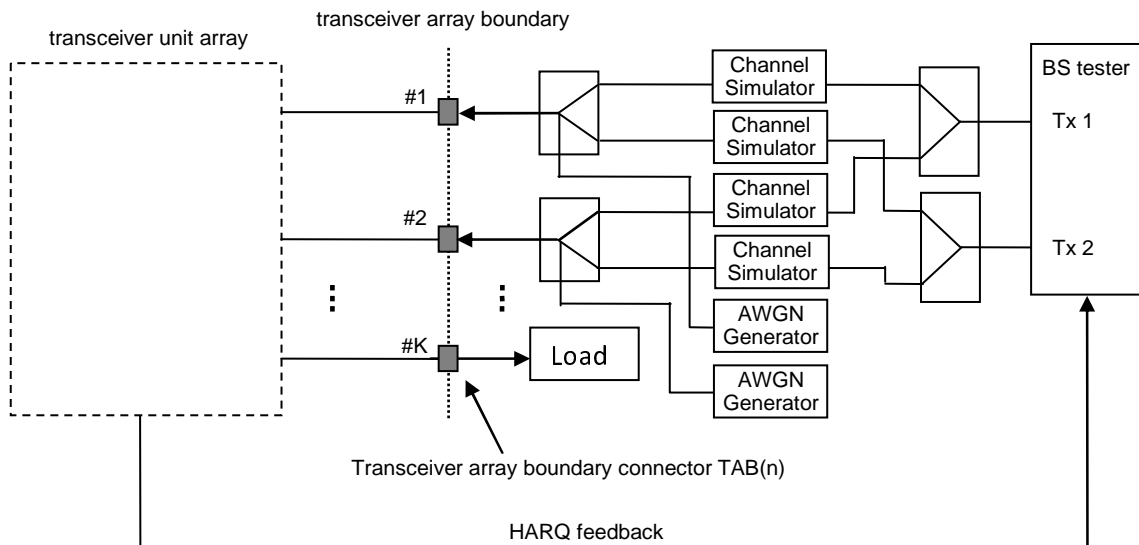 transceiver array boundary
transceiver unit array
BS tester
Channel
Simulator
#1
Tx 1
Channel
Simulator
Channel
Simulator
#2
Tx 2
Channel
Simulator
AWGN
Generator
#K
Load
AWGN
Generator
Transceiver array boundary connector TAB(n)
HARQ feedback